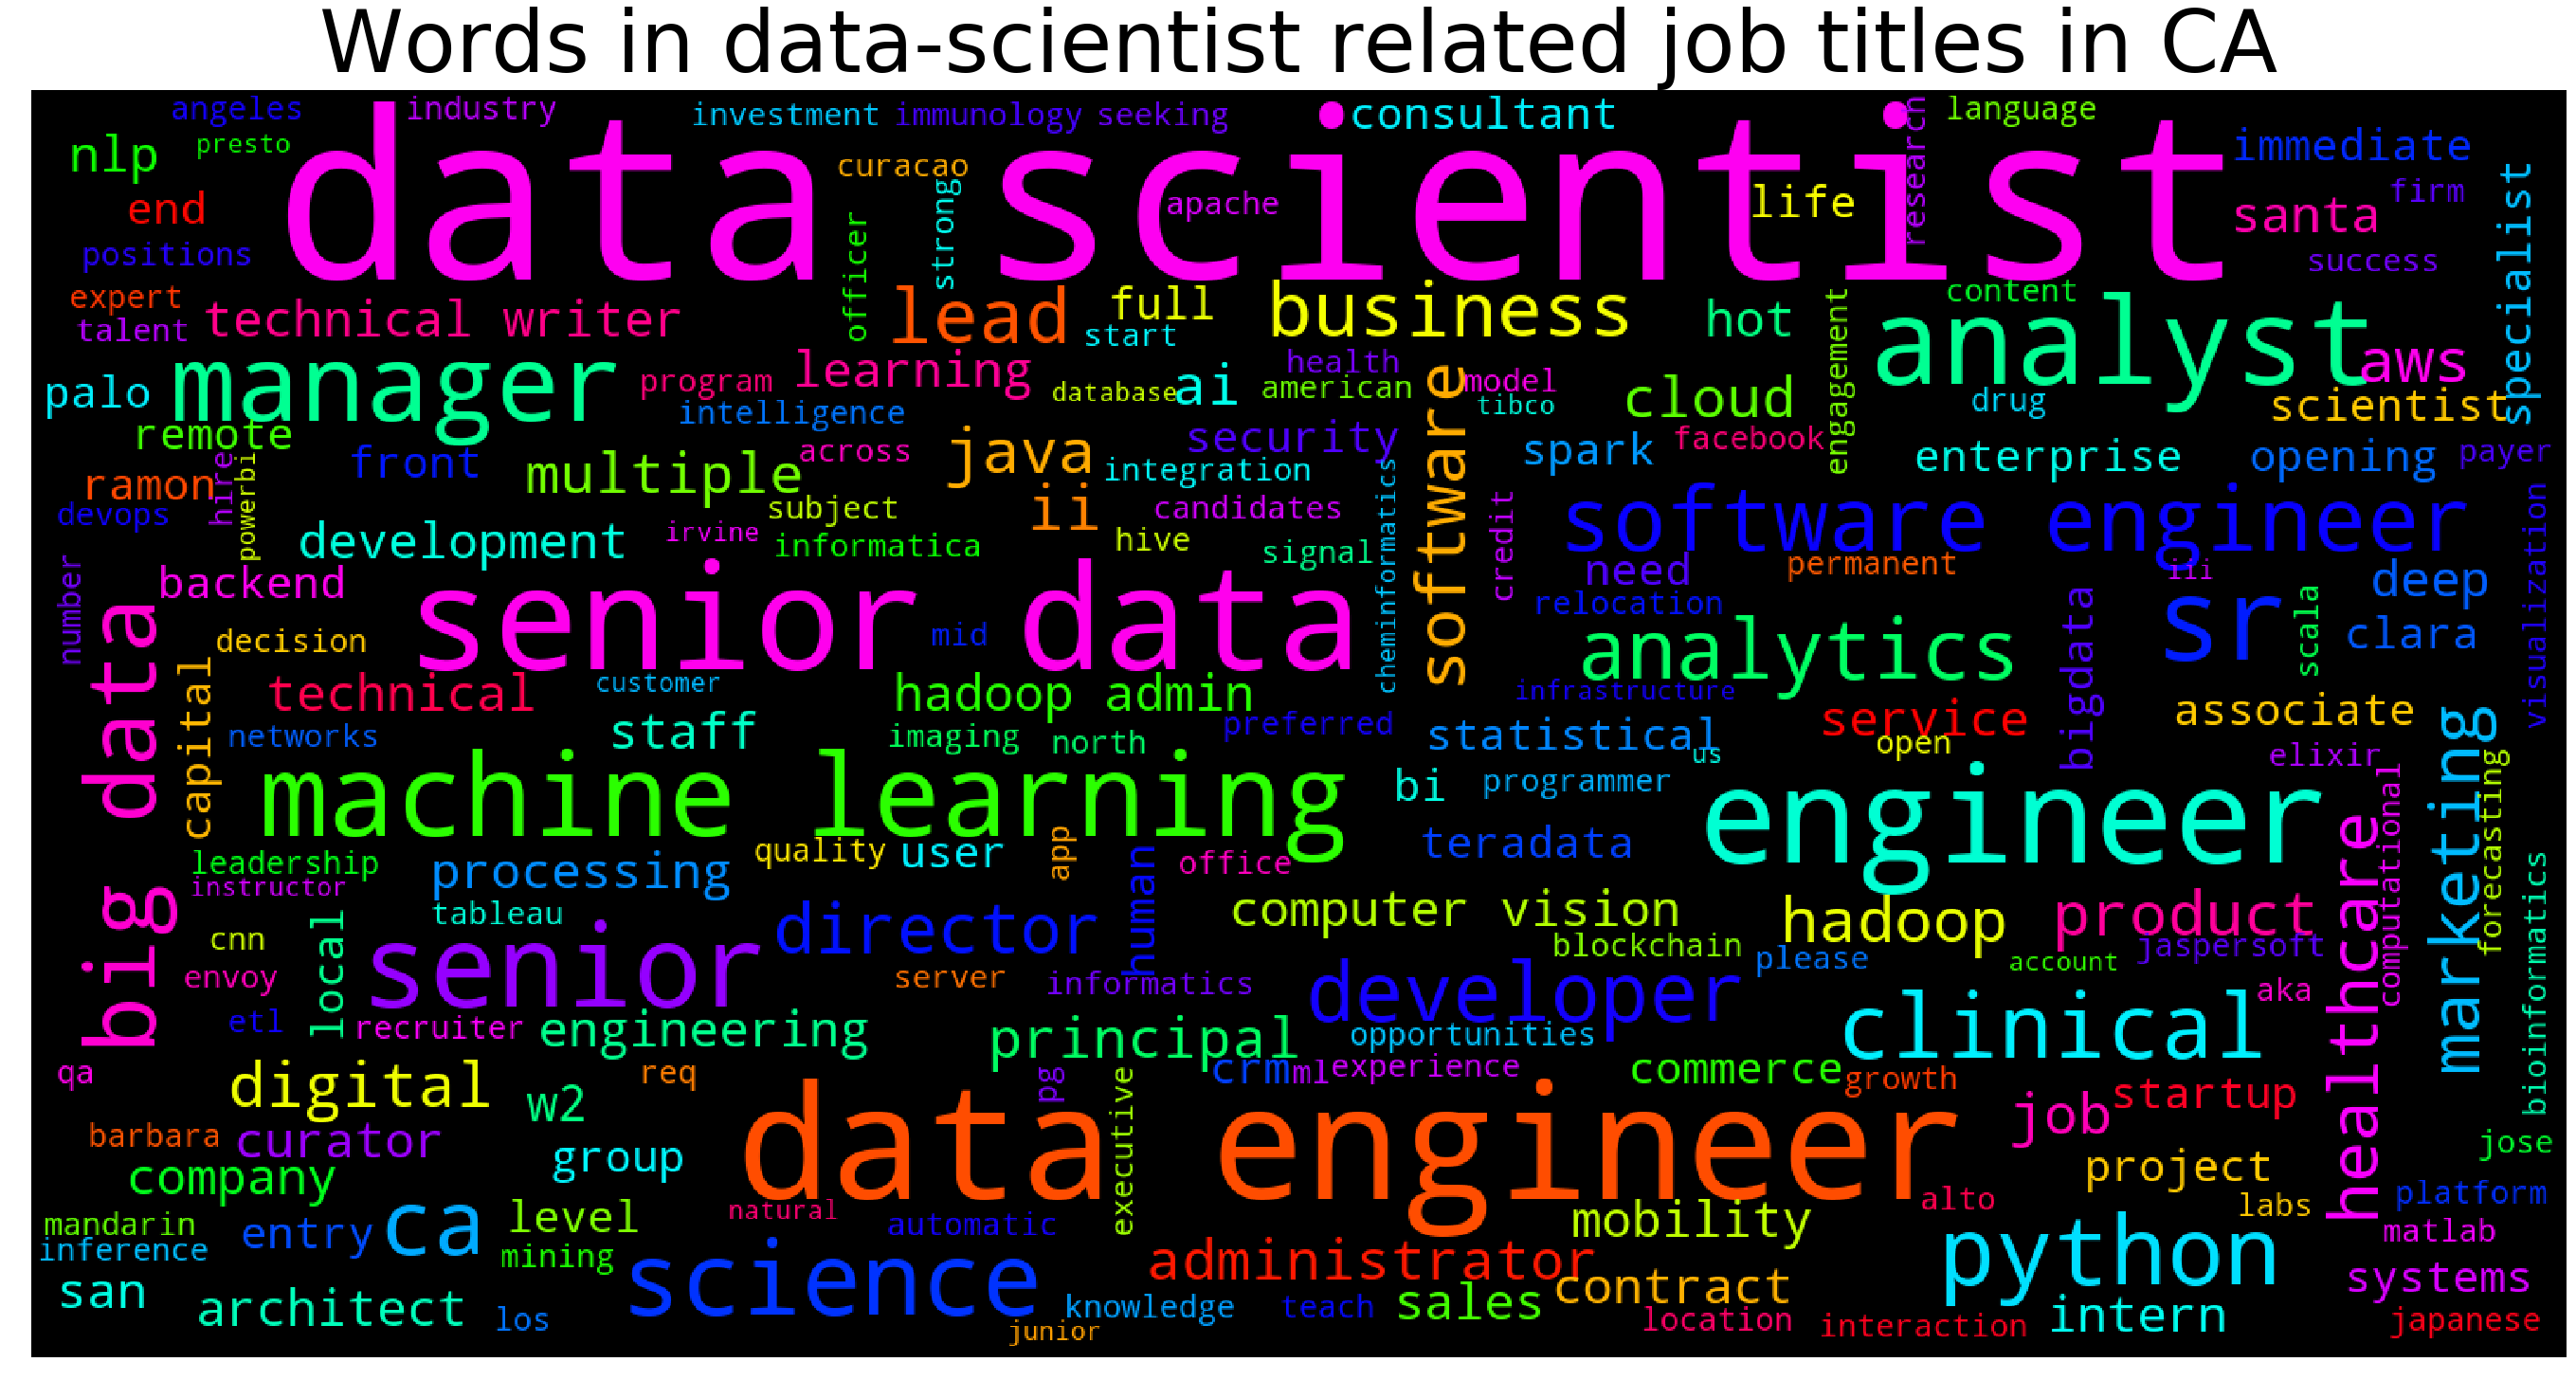 Words in data-scientist related job titles in CA
angeles
industry
investment
immunology
seeking
consultant
research
language
nlp
presto
data scientist
curacao
apache
life
immediate
firm
end
santa
specialist
positions
officer
strong
success
expert
talent
technical writer
lead
full
start
business
hot
content
engagement
analyst
aws
palo
manager
program
learning
database
ai
health
american
software
model
tibco
cloud
drug
scientist
remote
intelligence
across
java
security
spark
facebook
enterprise
opening
payer
ramon
hire
powerbi
front
multiple
integration
cheminformatics
devops
subject
ii
candidates
credit
software engineer
visualization
development
irvine
informatica
hive
signal
need
permanent
iii
deep
number
backend
senior data
relocation
sr
scala
clara
big data
decision
mid
analytics
bigdata
capital
technical
customer
hadoop admin
infrastructure
associate
networks
staff
imaging
north
preferred
statistical
us
service
open
elixir
marketing
machine learning
bi
programmer
engineer
computational
forecasting
leadership
instructor
processing
quality
user
app
human
office
teradata
healthcare
bioinformatics
tableau
director
computer vision
hadoop
product
cnn
local
senior
blockchain
please
account
jaspersoft
envoy
server
informatics
developer
aka
etl
recruiter
engineering
principal
opportunities
clinical
qa
digital
w2
req
pg
executive
crm
ml
experience
commerce
growth
job
startup
barbara
curator
group
data engineer
project
jose
company
mandarin
inference
entry
ca
level
mining
natural
automatic
mobility
alto
labs
platform
matlab
san
architect
los
science
administrator
contract
python
systems
junior
knowledge
teach
sales
location
interaction
intern
japanese